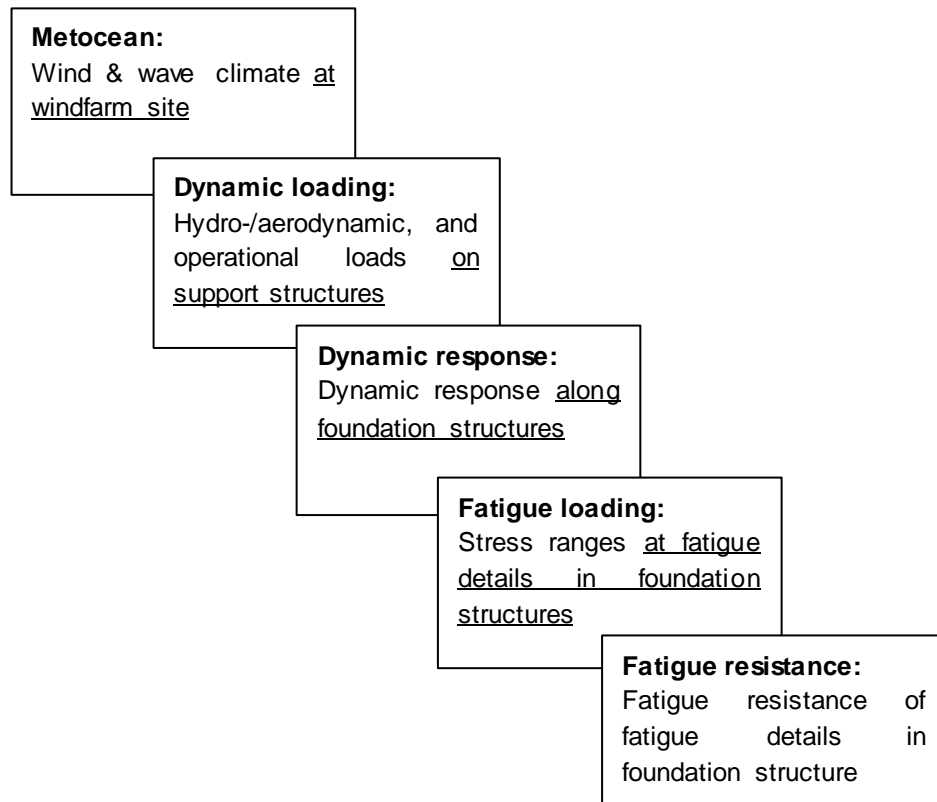 Metocean:
Wind & wave climate at
windfarm site
Dynamic loading:
Hydro-/aerodynamic, and
operational loads on
support structures
Dynamic response:
Dynamic response along
foundation structures
Fatigue loading:
Stress ranges at fatigue
details in foundation
structures
Fatigue resistance:
Fatigue resistance of
fatigue details in
foundation structure